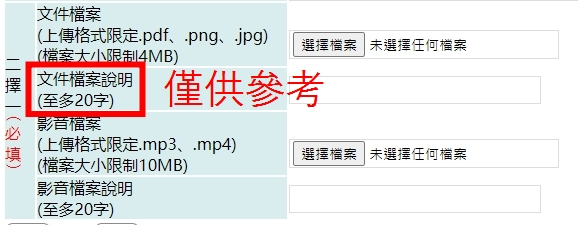 二擇一(必填)
文件檔案
(上傳格式限定.pdf、.png、.jpg)
(檔案大小限制4MB)
選擇檔案 未選擇任何檔案
文件檔案說明
(至多20字)
僅供參考
影音檔案
(上傳格式限定.mp3、.mp4)
(檔案大小限制10MB)
選擇檔案 未選擇任何檔案
影音檔案說明
(至多20字)